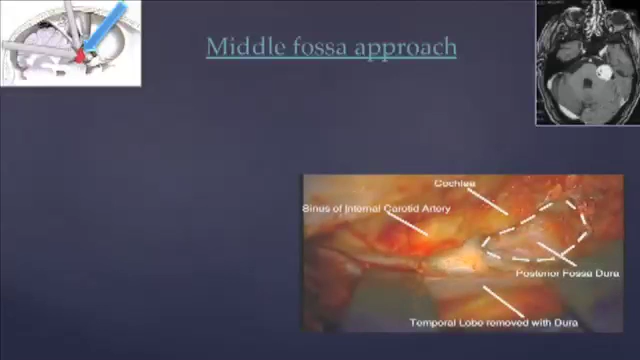 Middle fossa approach
Cochlea
Sinus of Internal Carotid Artery
Posterior Fossa Dura
Temporal Lobe removed with Dura